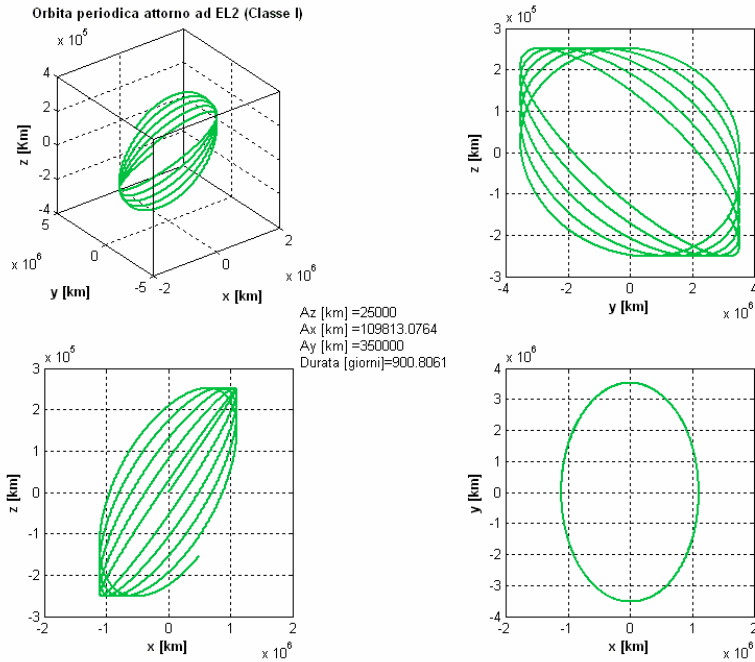 Orbita periodica attorno ad EL2 (Classe I)
x 10^5
4
2
0
-2
-4
z [Km]
5
0
-5
x 10^6
y [km]
-2
0
2
x 10^6
x [km]
x 10^5
3
2
1
0
-1
-2
-3
z [km]
-4
-2
0
2
4
y [km]
x 10^6
Az [km] =25000
Ax [km] =109813.0764
Ay [km] =350000
Durata [giorni]=900.8061
x 10^5
3
2
1
0
-1
-2
-3
z [km]
-2
-1
0
1
2
x [km]
x 10^6
x 10^6
4
3
2
1
0
-1
-2
-3
-4
y [km]
-2
-1
0
1
2
x [km]
x 10^6